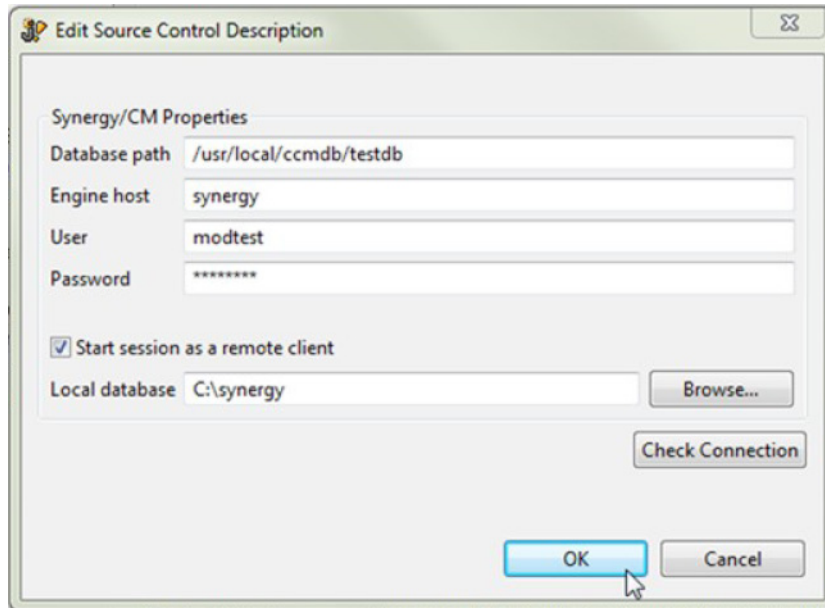 Edit Source Control Description
Synergy/CM Properties
Database path /usr/local/ccmdb/testdb
Engine host synergy
User modtest
Password ********
Start session as a remote client
Local database C:\synergy Browse...
Check Connection
OK Cancel